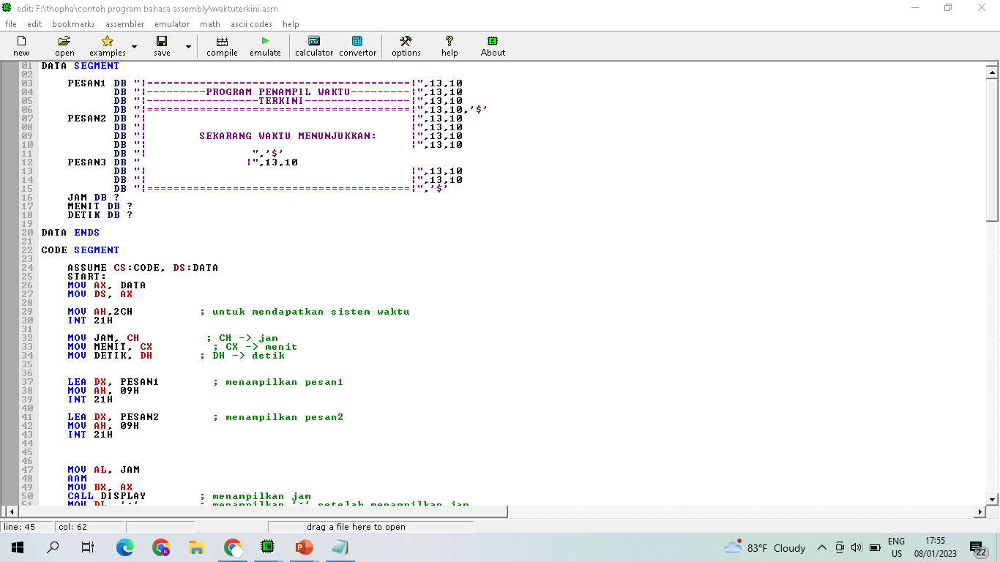 edit: F:\thopha\contoh program bahasa assembly\waktuterkini.asm
file edit bookmarks assembler emulator math ascii codes help
new open examples save compile emulate calculator convertor options help About
01 DATA SEGMENT
02
03 PESAN1 DB "|========================================|",13,10
04 DB "|---------PROGRAM PENAMPIL WAKTU---------|",13,10
05 DB "|-----------------TERKINI----------------|",13,10
06 DB "|========================================|",13,10,'$'
07 PESAN2 DB "|                                        |",13,10
08 DB "|                                        |",13,10
09 DB "|        SEKARANG WAKTU MENUNJUKKAN:     |",13,10
10 DB "|                                        |",13,10
11 DB "|                ",'$'
12 PESAN3 DB "                |",13,10
13 DB "|                                        |",13,10
14 DB "|                                        |",13,10
15 DB "|========================================|",'$'
16 JAM DB ?
17 MENIT DB ?
18 DETIK DB ?
19
20 DATA ENDS
21
22 CODE SEGMENT
23
24 ASSUME CS:CODE, DS:DATA
25 START:
26 MOV AX, DATA
27 MOV DS, AX
28
29 MOV AH,2CH ; untuk mendapatkan sistem waktu
30 INT 21H
31
32 MOV JAM, CH ; CH -> jam
33 MOV MENIT, CX ; CX -> menit
34 MOV DETIK, DH ; DH -> detik
35
36
37 LEA DX, PESAN1 ; menampilkan pesan1
38 MOV AH, 09H
39 INT 21H
40
41 LEA DX, PESAN2 ; menampilkan pesan2
42 MOV AH, 09H
43 INT 21H
44
45
46
47 MOV AL, JAM
48 AAM
49 MOV BX, AX
50 CALL DISPLAY ; menampilkan jam
51 MOV DL, ':' ; menampilkan ':' setelah menampilkan jam
line: 45 col: 62 drag a file here to open
83°F Cloudy ENG US 17:55 08/01/2023 22